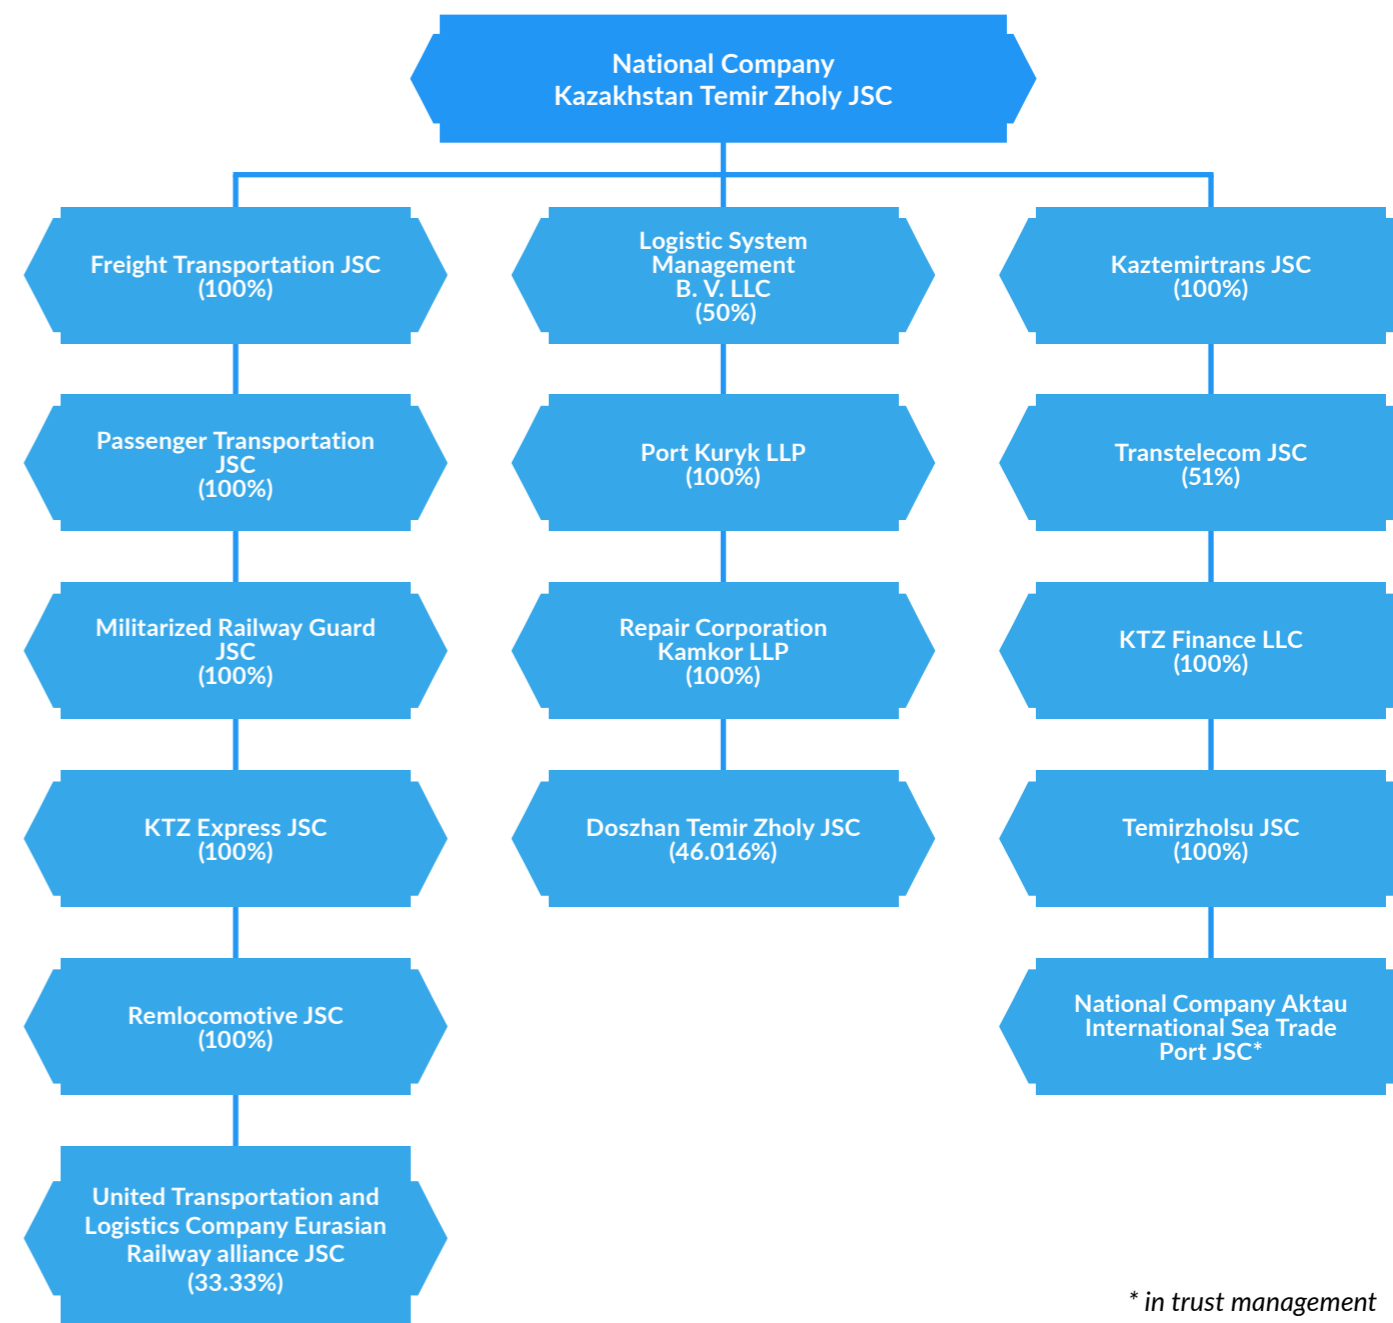 National Company
Kazakhstan Temir Zholy JSC
Freight Transportation JSC
(100%)
Passenger Transportation
JSC
(100%)
Militarized Railway Guard
JSC
(100%)
KTZ Express JSC
(100%)
Remlocomotive JSC
(100%)
United Transportation and
Logistics Company Eurasian
Railway alliance JSC
(33.33%)
Logistic System
Management
B. V. LLC
(50%)
Port Kuryk LLP
(100%)
Repair Corporation
Kamkor LLP
(100%)
Doszhan Temir Zholy JSC
(46.016%)
Kaztemirtrans JSC
(100%)
Transtelecom JSC
(51%)
KTZ Finance LLC
(100%)
Temirzholsu JSC
(100%)
National Company Aktau
International Sea Trade
Port JSC*
* in trust management